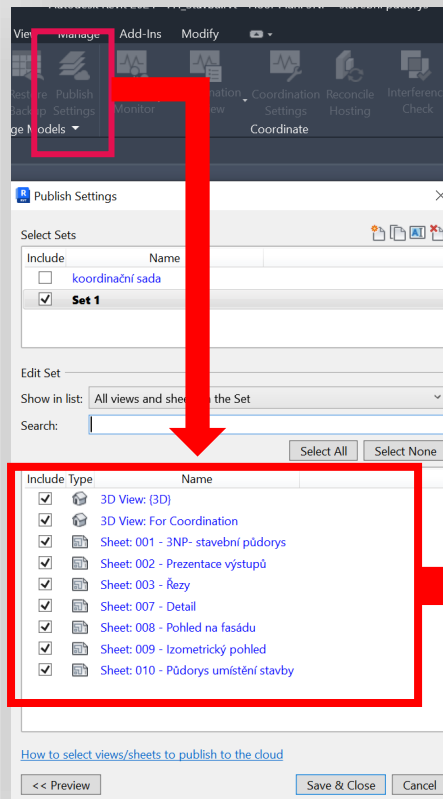 View Manage Add-Ins Modify
Restore Publish Coordination Reconcile Interference
Backup Settings Monitor Settings Hosting Check
ge Models Coordinate
Publish Settings
Select Sets
Include Name
koordinační sada
Set 1
Edit Set
Show in list: All views and sheets in the Set
Search:
Select All Select None
Include Type Name
3D View: {3D}
3D View: For Coordination
Sheet: 001 - 3NP- stavební půdorys
Sheet: 002 - Prezentace výstupů
Sheet: 003 - Řezy
Sheet: 007 - Detail
Sheet: 008 - Pohled na fasádu
Sheet: 009 - Izometrický pohled
Sheet: 010 - Půdorys umístění stavby
How to select views/sheets to publish to the cloud
<< Preview Save & Close Cancel